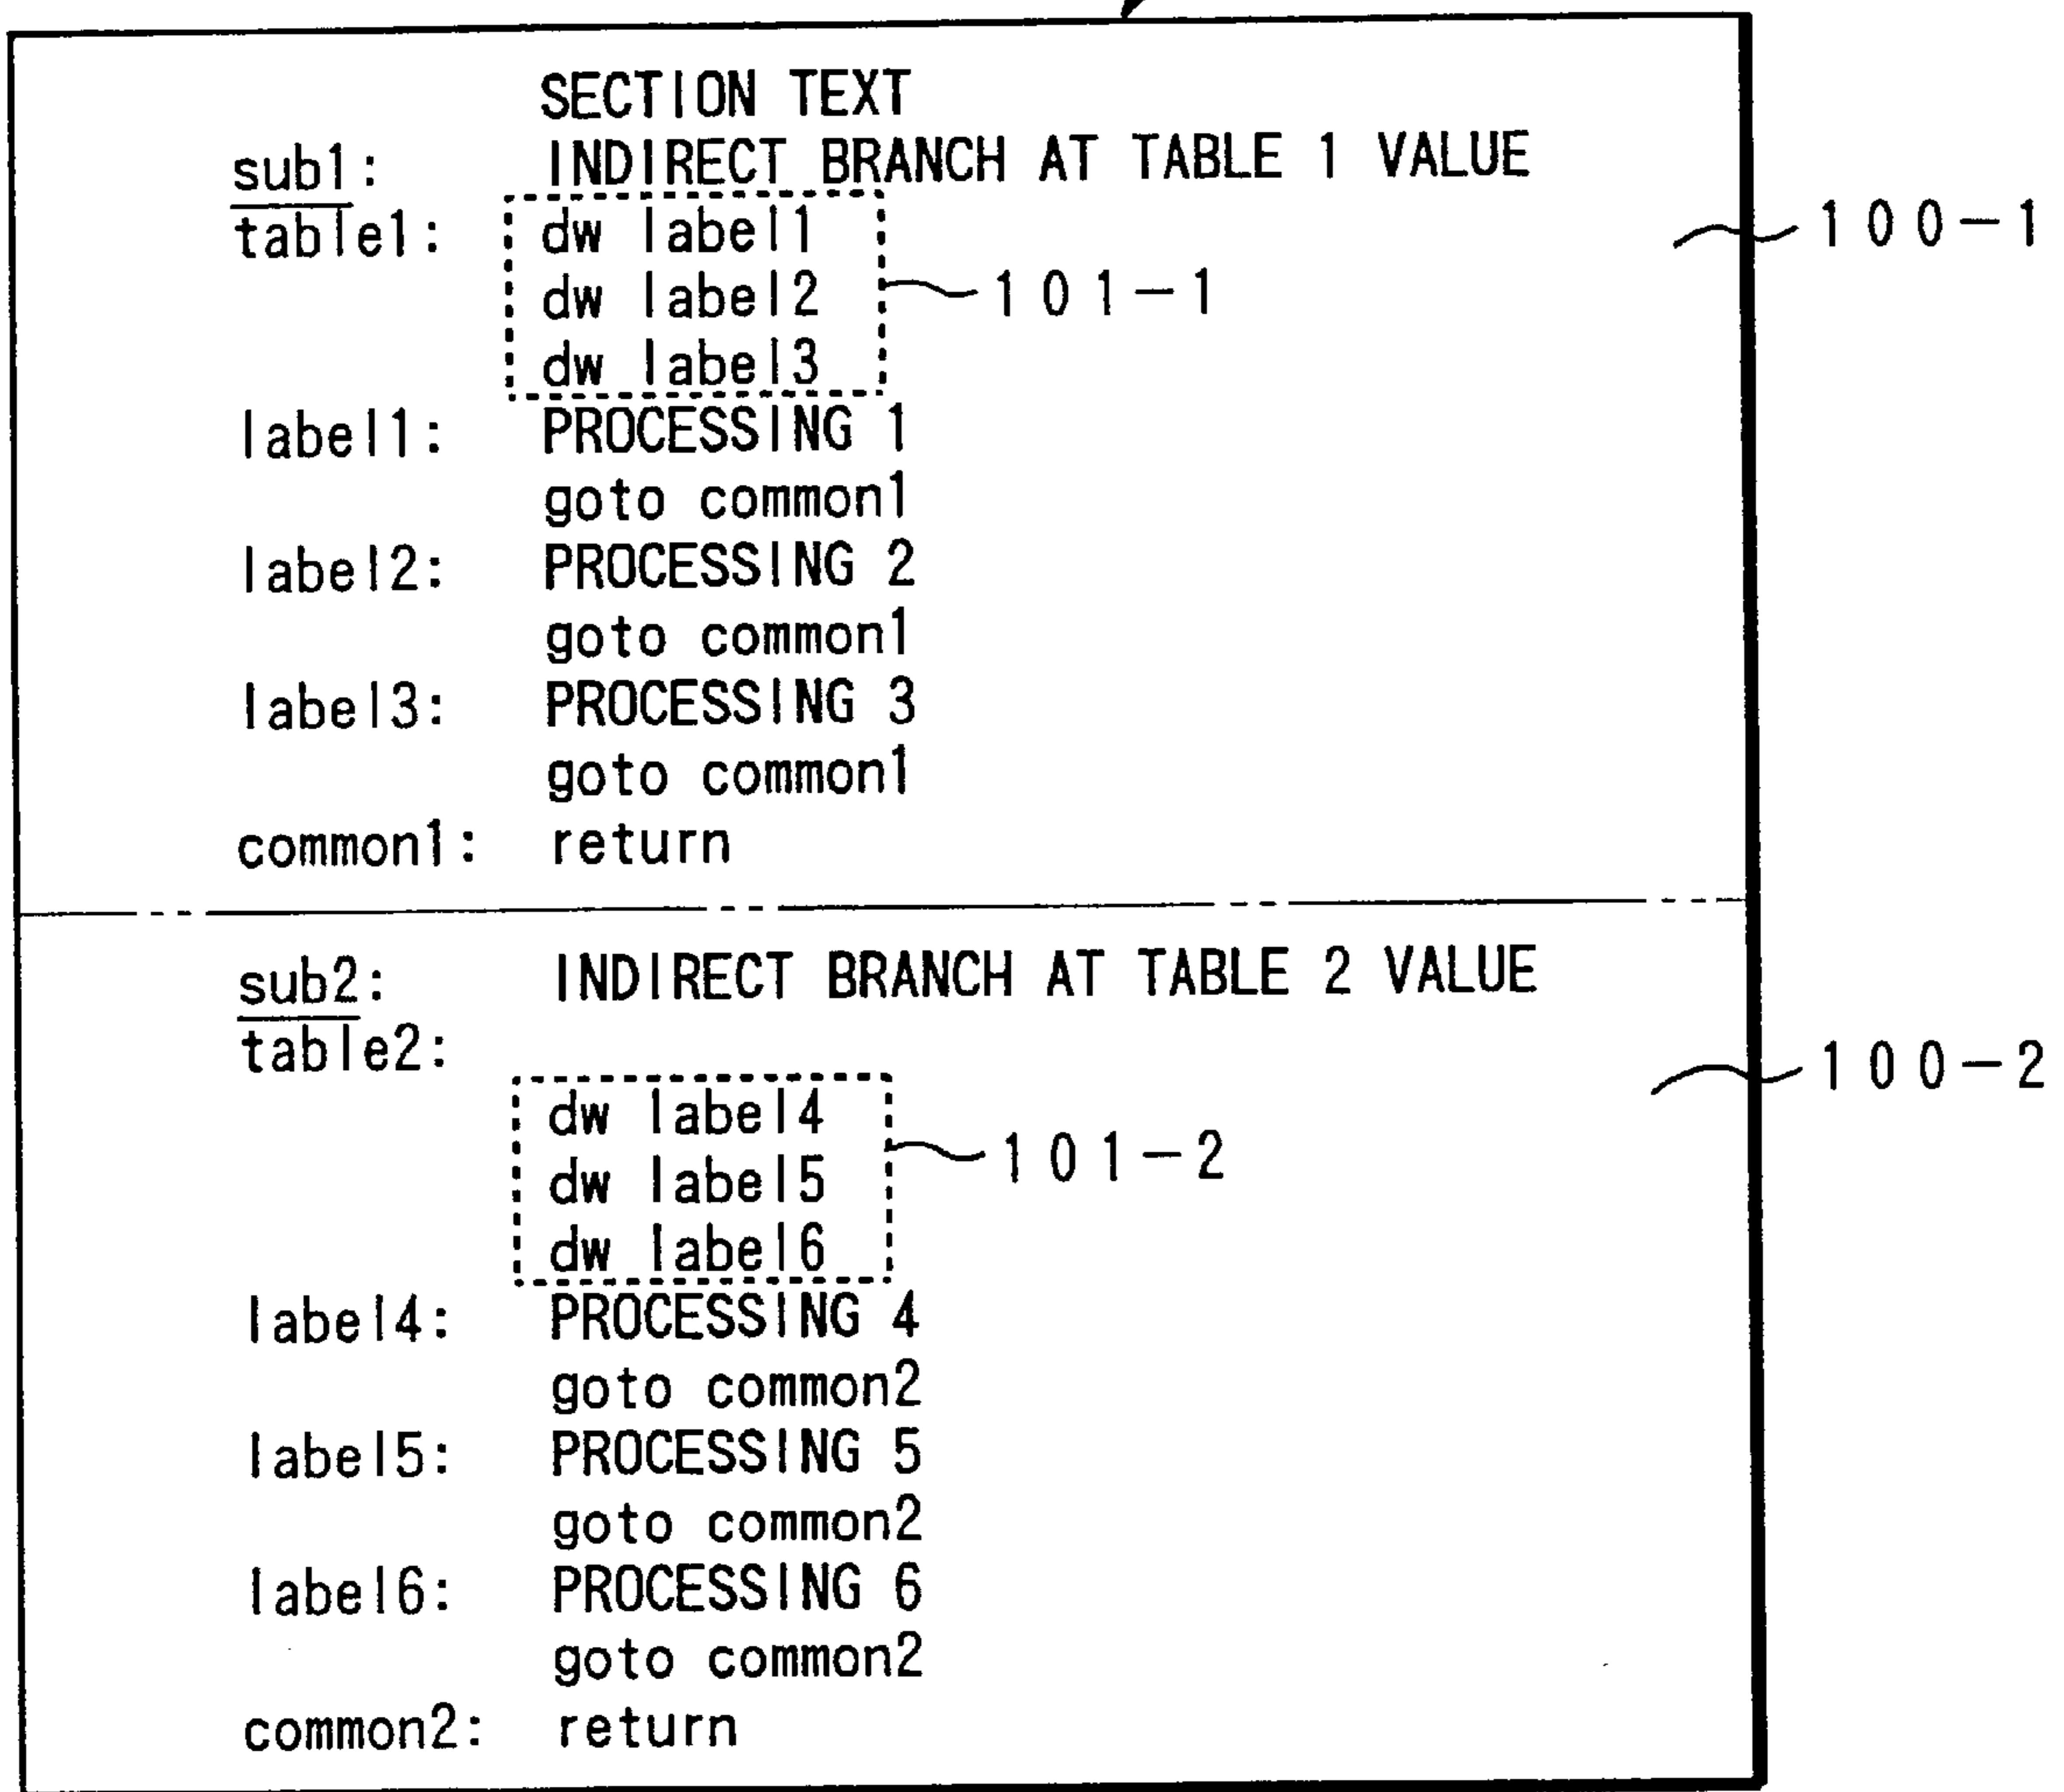 SECTION TEXT
sub1: INDIRECT BRANCH AT TABLE 1 VALUE
table1: dw label1 100-1
dw label2 101-1
dw label3
label1: PROCESSING 1
goto common1
label2: PROCESSING 2
goto common1
label3: PROCESSING 3
goto common1
common1: return
sub2: INDIRECT BRANCH AT TABLE 2 VALUE
table2: 100-2
dw label4
dw label5 101-2
dw label6
label4: PROCESSING 4
goto common2
label5: PROCESSING 5
goto common2
label6: PROCESSING 6
goto common2
common2: return